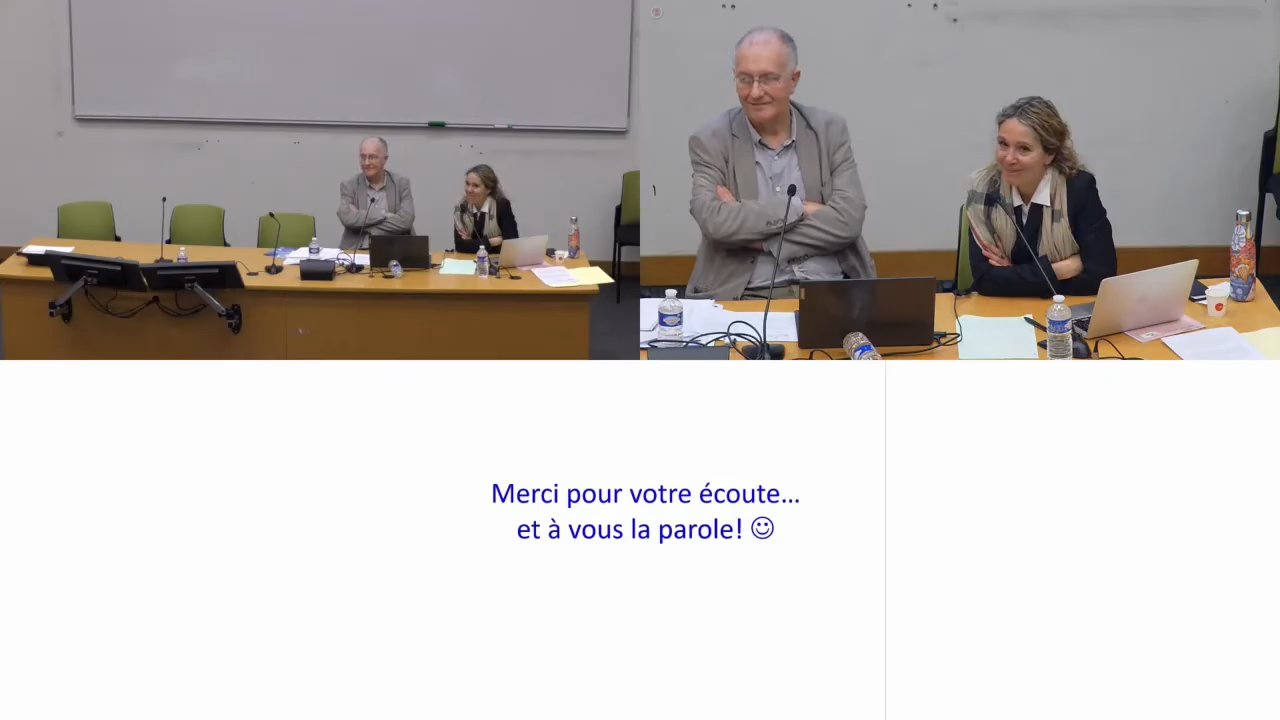 Merci pour votre écoute...
et à vous la parole! ☺